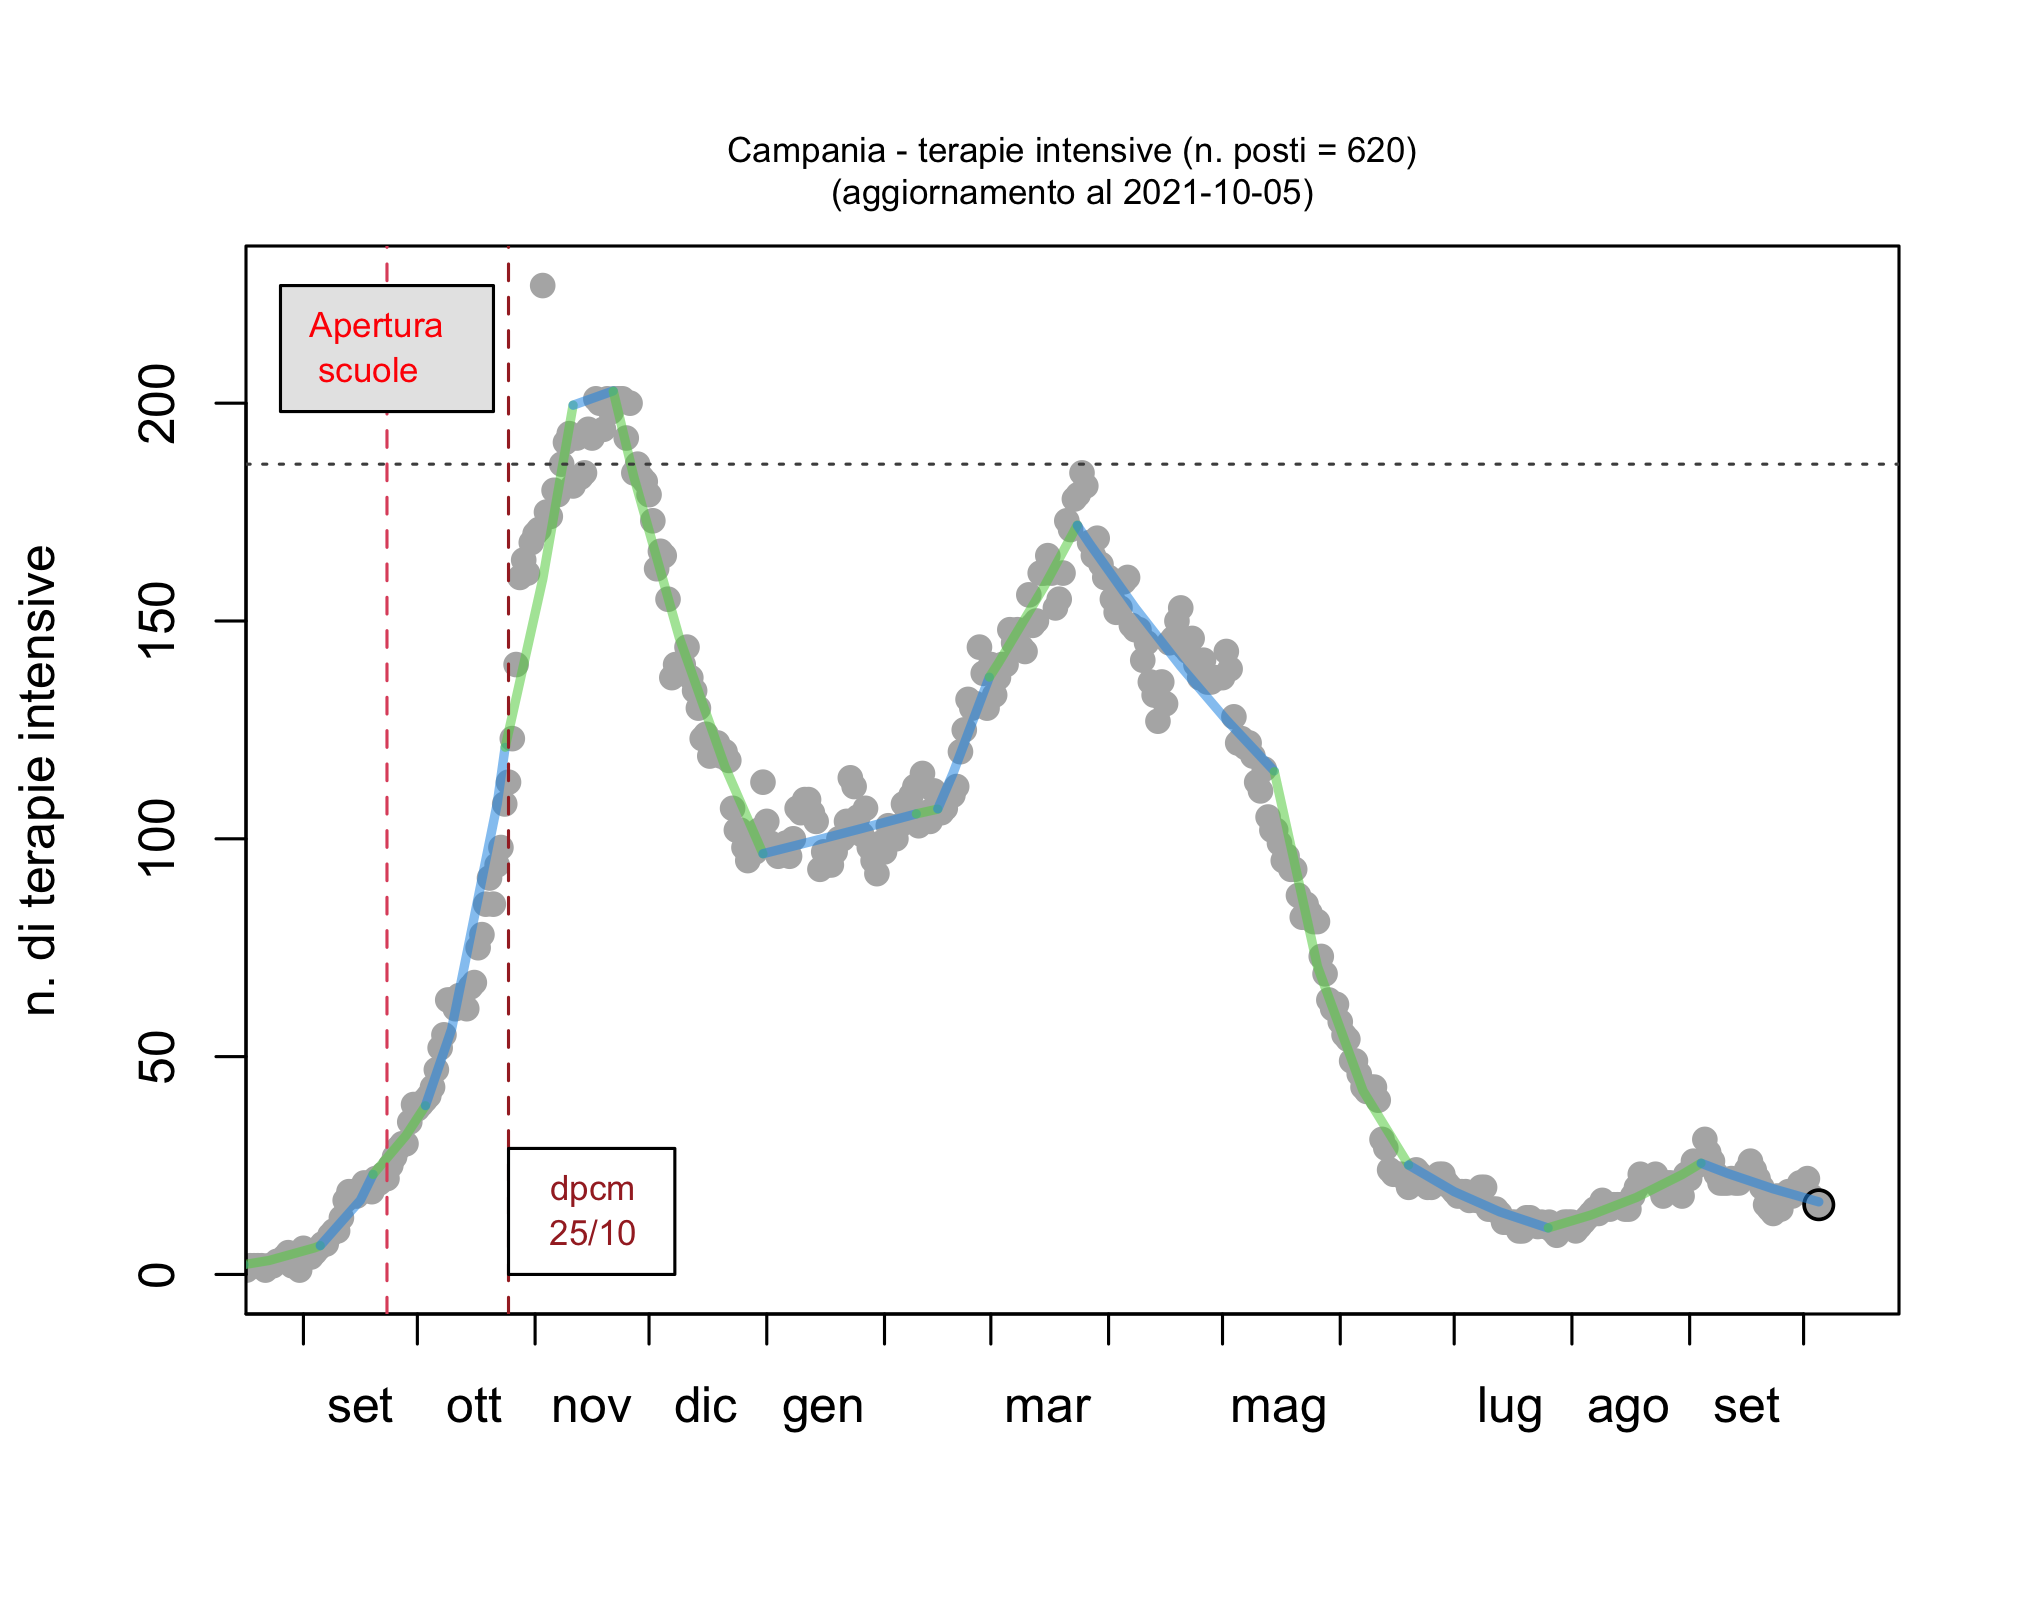 Campania - terapie intensive (n. posti = 620)
(aggiornamento al 2021-10-05)
Apertura
scuole
n. di terapie intensive
200
150
100
50
0
dpcm
25/10
set ott nov dic gen mar mag lug ago set